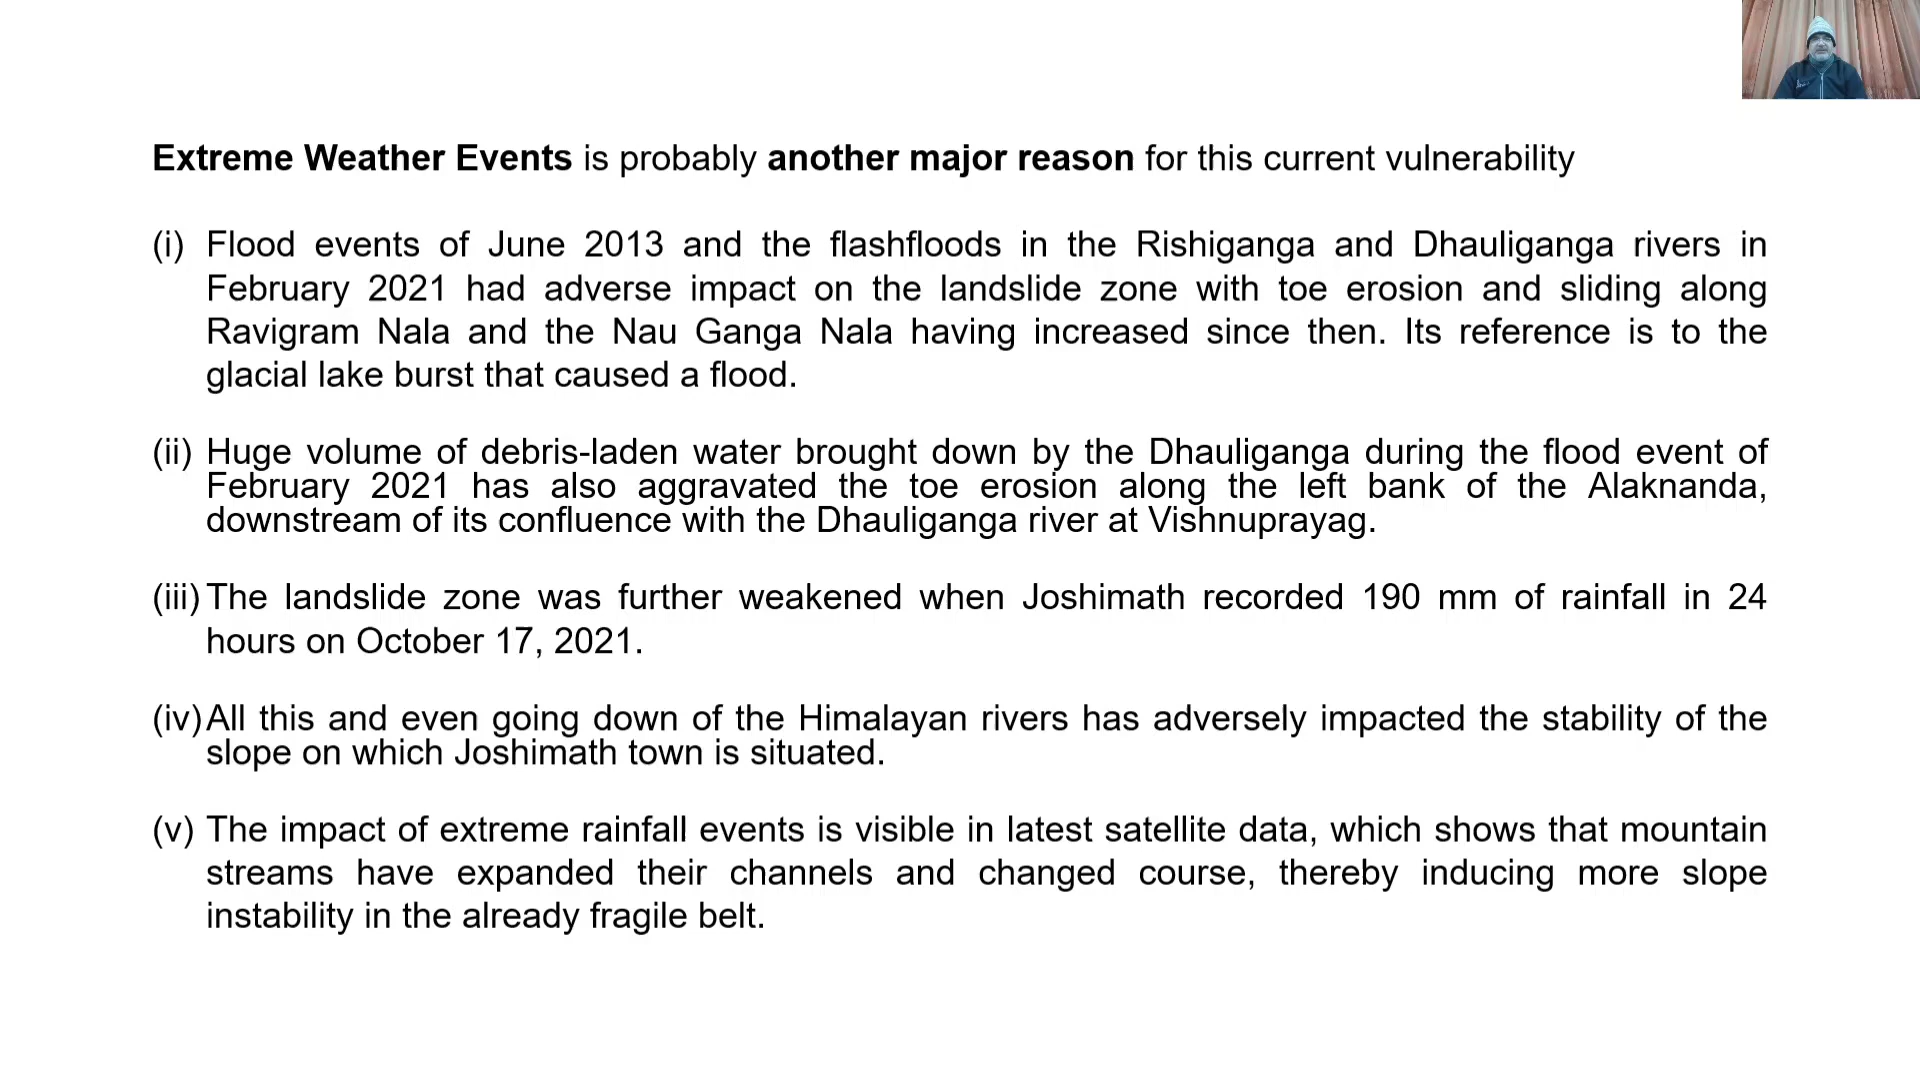 Extreme Weather Events is probably another major reason for this current vulnerability
(i) Flood events of June 2013 and the flashfloods in the Rishiganga and Dhauliganga rivers in
February 2021 had adverse impact on the landslide zone with toe erosion and sliding along
Ravigram Nala and the Nau Ganga Nala having increased since then. Its reference is to the
glacial lake burst that caused a flood.
(ii) Huge volume of debris-laden water brought down by the Dhauliganga during the flood event of
February 2021 has also aggravated the toe erosion along the left bank of the Alaknanda,
downstream of its confluence with the Dhauliganga river at Vishnuprayag.
(iii) The landslide zone was further weakened when Joshimath recorded 190 mm of rainfall in 24
hours on October 17, 2021.
(iv) All this and even going down of the Himalayan rivers has adversely impacted the stability of the
slope on which Joshimath town is situated.
(v) The impact of extreme rainfall events is visible in latest satellite data, which shows that mountain
streams have expanded their channels and changed course, thereby inducing more slope
instability in the already fragile belt.